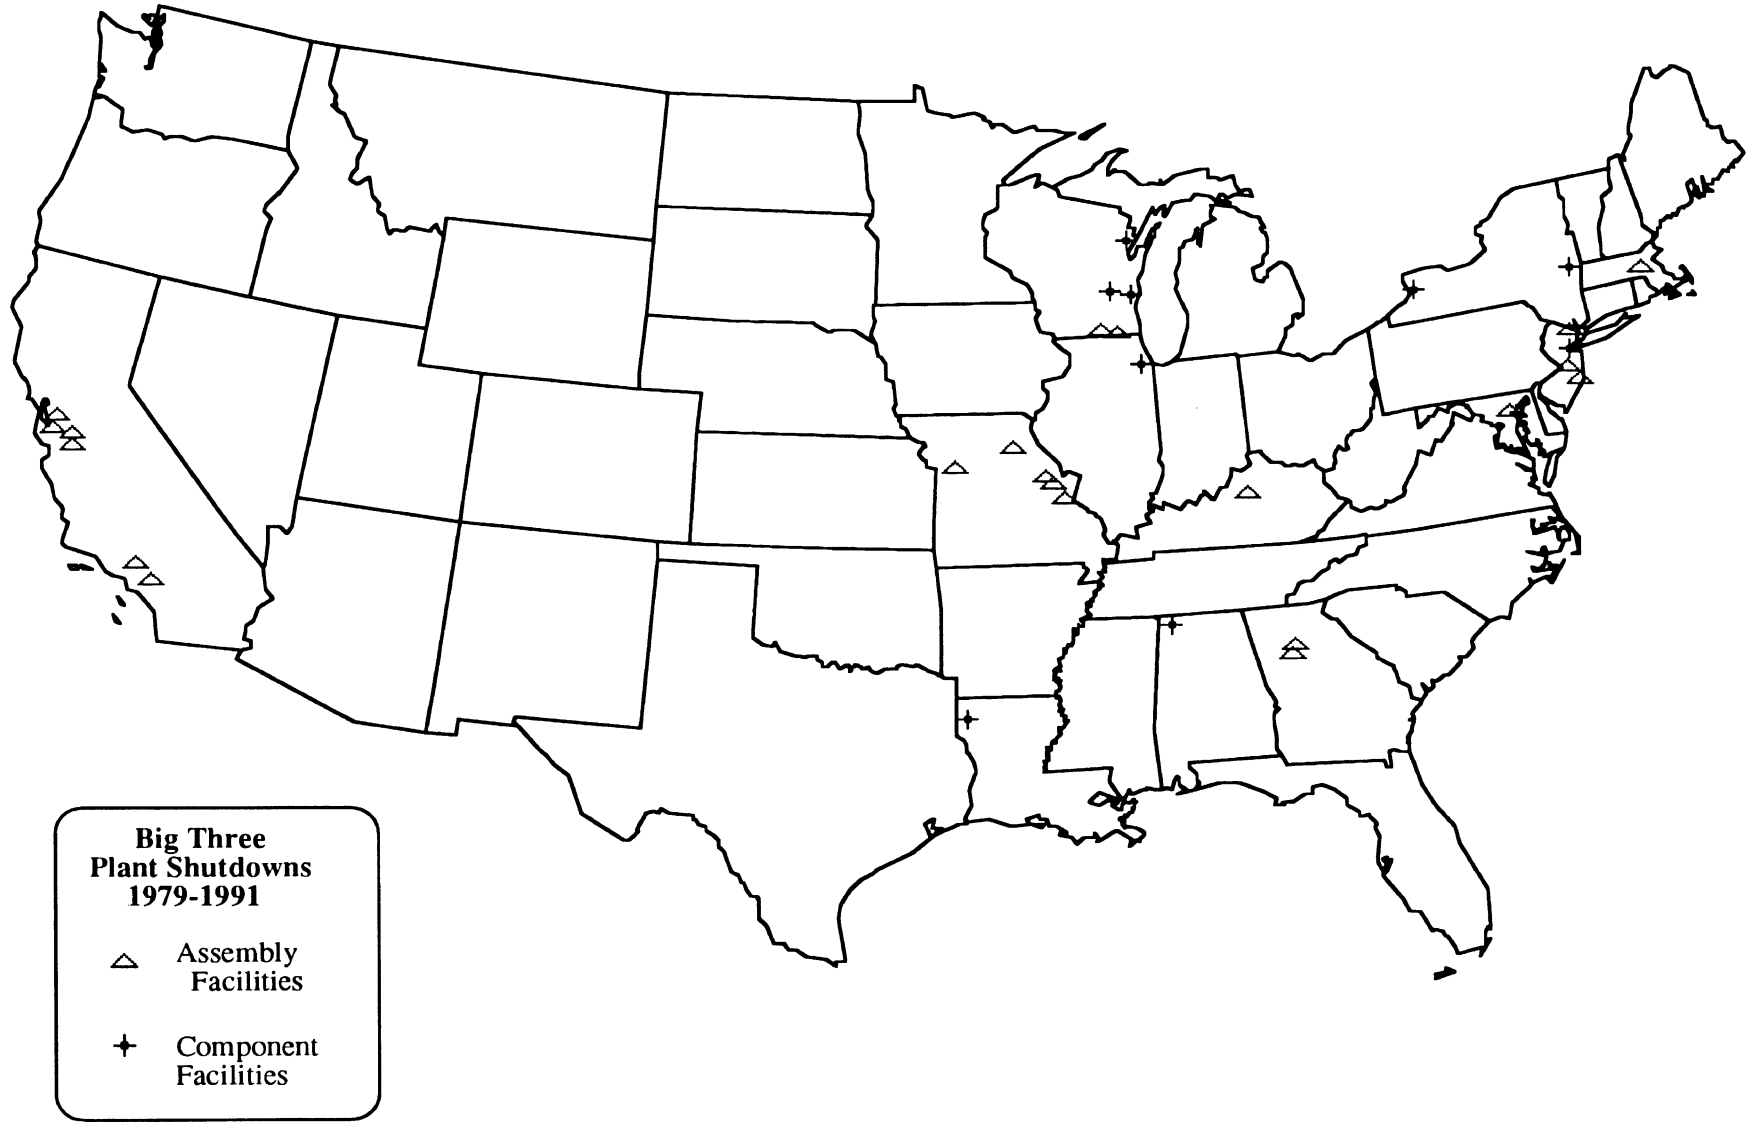 Big Three
Plant Shutdowns
1979-1991
Assembly
Facilities
Component
Facilities